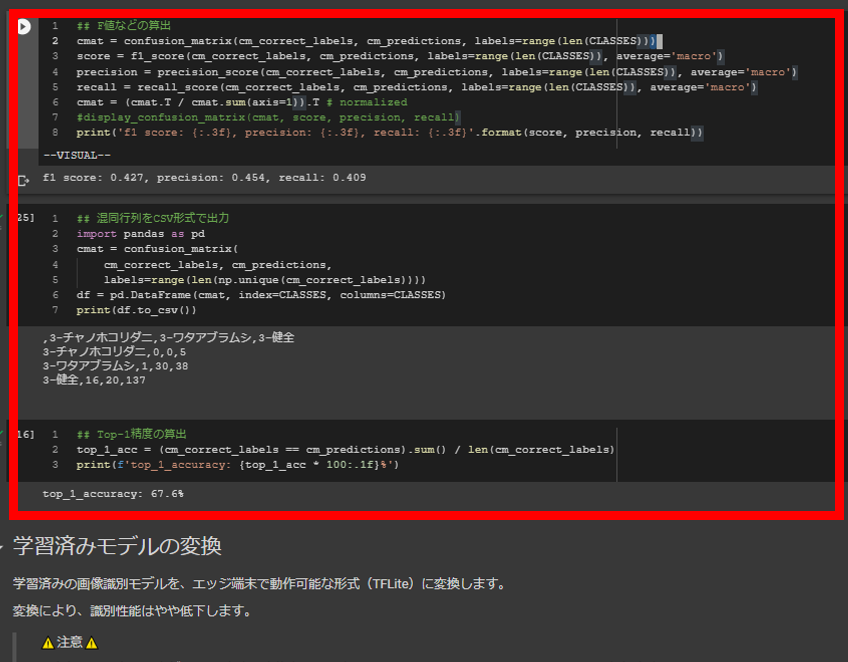 1 ## F値などの算出
2 cmat = confusion_matrix(cm_correct_labels, cm_predictions, labels=range(len(CLASSES)))
3 score = f1_score(cm_correct_labels, cm_predictions, labels=range(len(CLASSES)), average='macro')
4 precision = precision_score(cm_correct_labels, cm_predictions, labels=range(len(CLASSES)), average='macro')
5 recall = recall_score(cm_correct_labels, cm_predictions, labels=range(len(CLASSES)), average='macro')
6 cmat = (cmat.T / cmat.sum(axis=1)).T # normalized
7 #display_confusion_matrix(cmat, score, precision, recall)
8 print('f1 score: {:.3f}, precision: {:.3f}, recall: {:.3f}'.format(score, precision, recall))
--VISUAL--
f1 score: 0.427, precision: 0.454, recall: 0.409
25] 1 ## 混同行列をCSV形式で出力
2 import pandas as pd
3 cmat = confusion_matrix(
4 cm_correct_labels, cm_predictions,
5 labels=range(len(np.unique(cm_correct_labels))))
6 df = pd.DataFrame(cmat, index=CLASSES, columns=CLASSES)
7 print(df.to_csv())
,3-チャノホコリダニ,3-ワタアブラムシ,3-健全
3-チャノホコリダニ,0,0,5
3-ワタアブラムシ,1,30,38
3-健全,16,20,137
16] 1 ## Top-1精度の算出
2 top_1_acc = (cm_correct_labels == cm_predictions).sum() / len(cm_correct_labels)
3 print(f'top_1_accuracy: {top_1_acc * 100:.1f}%')
top_1_accuracy: 67.6%
学習済みモデルの変換
学習済みの画像識別モデルを、エッジ端末で動作可能な形式（TFLite）に変換します。
変換により、識別性能はやや低下します。
⚠注意⚠